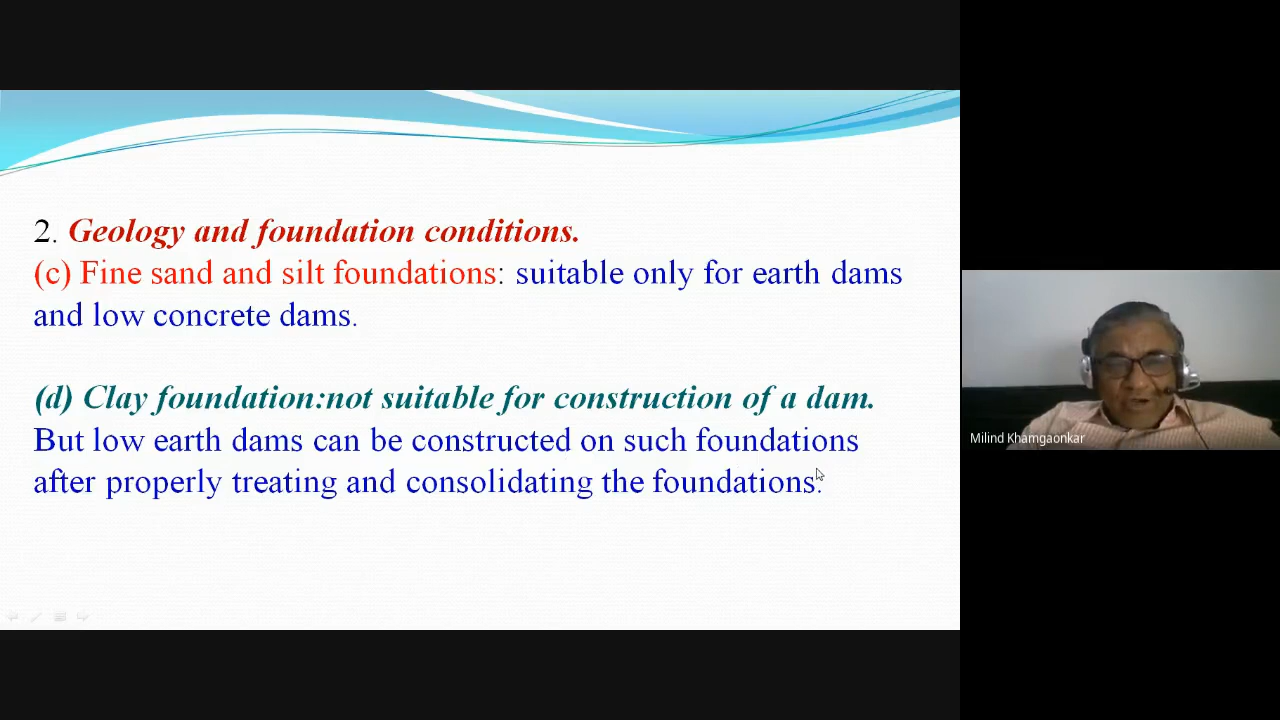 2. Geology and foundation conditions.
(c) Fine sand and silt foundations: suitable only for earth dams
and low concrete dams.
(d) Clay foundation:not suitable for construction of a dam.
But low earth dams can be constructed on such foundations
after properly treating and consolidating the foundations.
Milind Khamgaonkar